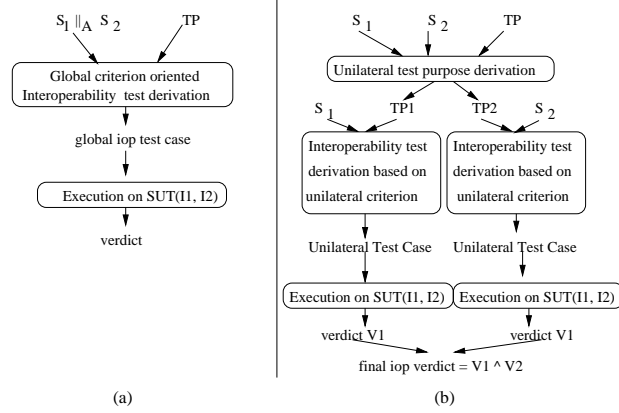 S1 ||A S2 TP
Global criterion oriented
Interoperability test derivation
global iop test case
Execution on SUT(I1, I2)
verdict
(a)
S1 S2 TP
Unilateral test purpose derivation
S1 TP1 TP2 S2
Interoperability test
derivation based on
unilateral criterion
Interoperability test
derivation based on
unilateral criterion
Unilateral Test Case
Unilateral Test Case
Execution on SUT(I1, I2)
Execution on SUT(I1, I2)
verdict V1
verdict V1
final iop verdict = V1 ^ V2
(b)